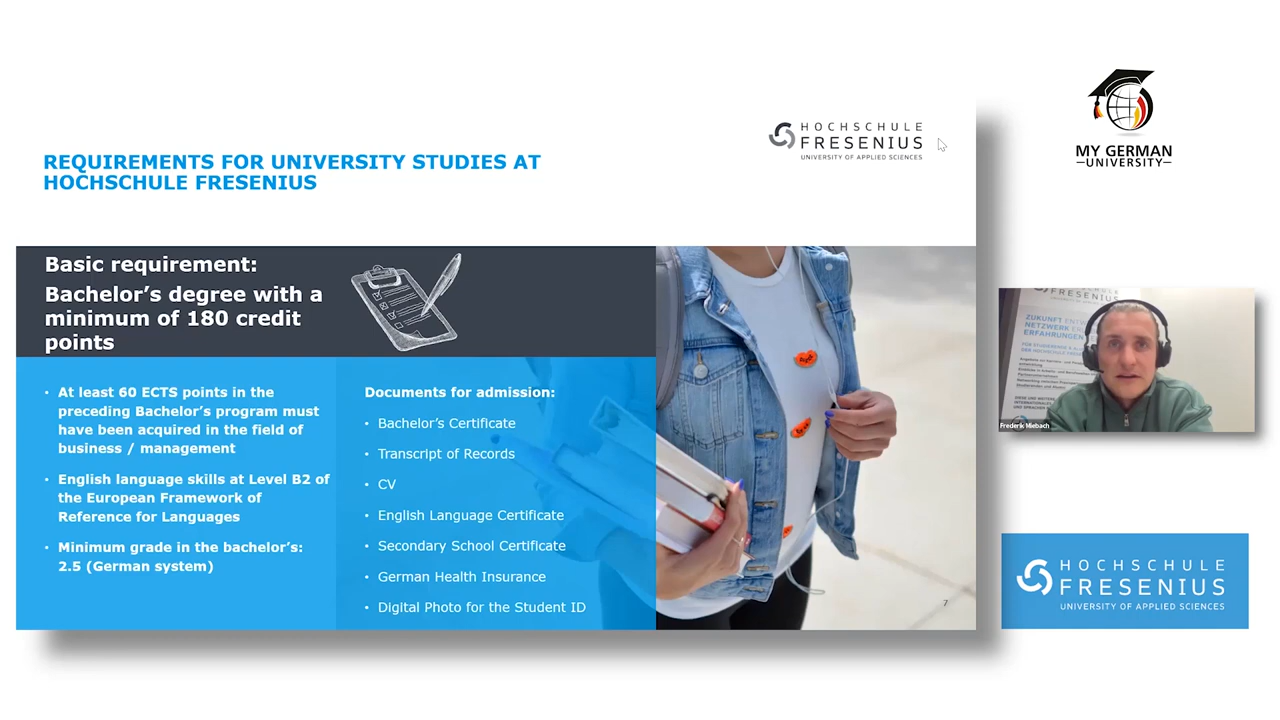 HOCHSCHULE
FRESENIUS
UNIVERSITY OF APPLIED SCIENCES
REQUIREMENTS FOR UNIVERSITY STUDIES AT
HOCHSCHULE FRESENIUS
Basic requirement:
Bachelor’s degree with a
minimum of 180 credit
points
• At least 60 ECTS points in the
preceding Bachelor’s program must
have been acquired in the field of
business / management
• English language skills at Level B2 of
the European Framework of
Reference for Languages
• Minimum grade in the bachelor’s:
2.5 (German system)
Documents for admission:
• Bachelor’s Certificate
• Transcript of Records
• CV
• English Language Certificate
• Secondary School Certificate
• German Health Insurance
• Digital Photo for the Student ID
7
MY GERMAN
UNIVERSITY
FRESENIUS
ZUKUNFT
NETZWERK
ERFAHRUNGEN
Frederik Miebach
HOCHSCHULE
FRESENIUS
UNIVERSITY OF APPLIED SCIENCES